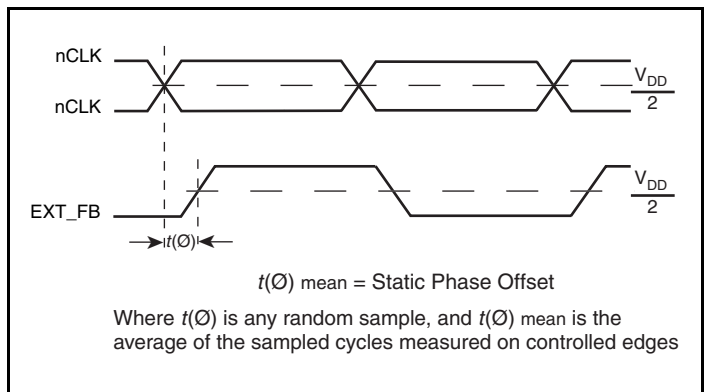 nCLK
V_DD
2
nCLK
V_DD
2
EXT_FB
t(Ø)
t(Ø) mean = Static Phase Offset
Where t(Ø) is any random sample, and t(Ø) mean is the
average of the sampled cycles measured on controlled edges